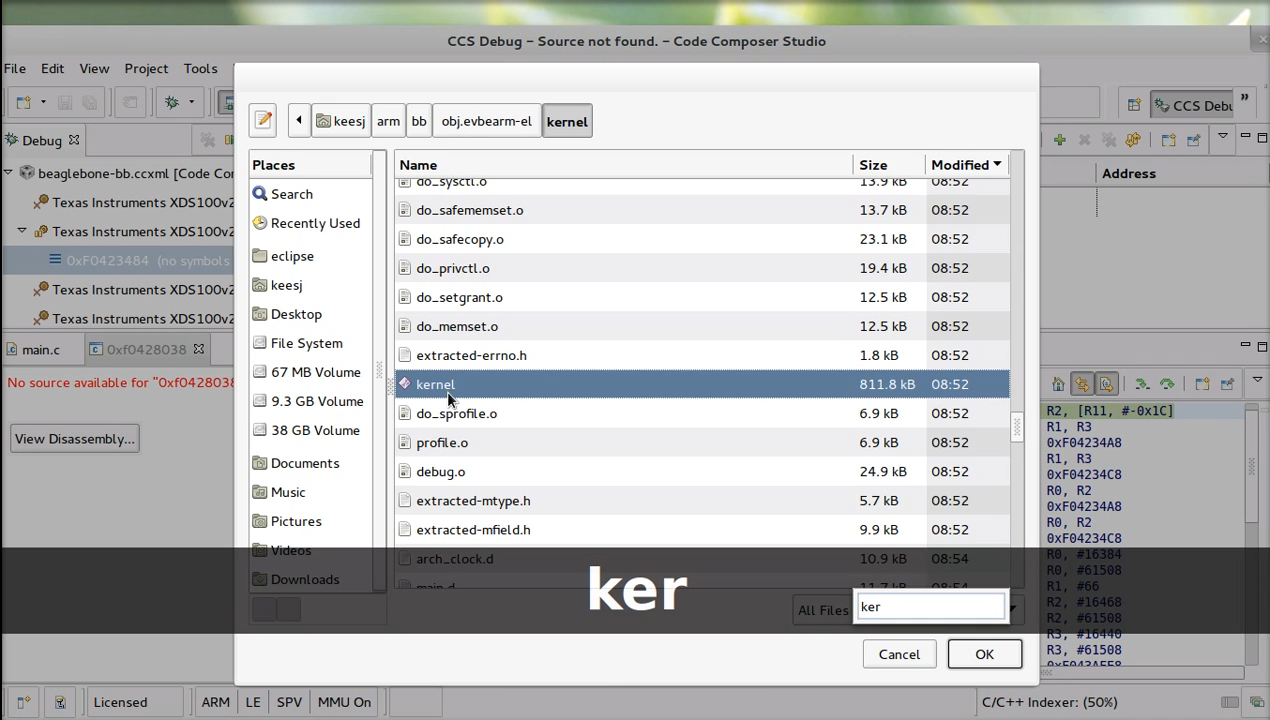 CCS Debug – Source not found. – Code Composer Studio
File Edit View Project Tools
CCS Debu
»
keesj arm bb obj.evbearm-el kernel
Debug
beaglebone-bb.ccxml [Code Cor
Texas Instruments XDS100v2
Texas Instruments XDS100v2
0xF0423484 (no symbols
Texas Instruments XDS100v2
Texas Instruments XDS100v2
main.c 0xf0428038
No source available for "0xf0428038
View Disassembly...
Places
Search
Recently Used
eclipse
keesj
Desktop
File System
67 MB Volume
9.3 GB Volume
38 GB Volume
Documents
Music
Pictures
Videos
Downloads
Name Size Modified
do_sysctl.o 13.9 kB 08:52
do_safememset.o 13.7 kB 08:52
do_safecopy.o 23.1 kB 08:52
do_privctl.o 19.4 kB 08:52
do_setgrant.o 12.5 kB 08:52
do_memset.o 12.5 kB 08:52
extracted-errno.h 1.8 kB 08:52
kernel 811.8 kB 08:52
do_sprofile.o 6.9 kB 08:52
profile.o 6.9 kB 08:52
debug.o 24.9 kB 08:52
extracted-mtype.h 5.7 kB 08:52
extracted-mfield.h 9.9 kB 08:52
arch_clock.d 10.9 kB 08:54
main.d 11.7 kB 08:54
ker
All Files
ker
Cancel OK
Address
R2, [R11, #-0x1C]
R1, R3
0xF04234A8
R1, R3
0xF04234C8
R0, R2
0xF04234A8
R0, R2
0xF04234C8
R0, #16384
R0, #61508
R1, #66
R2, #16468
R2, #61508
R3, #16440
R3, #61508
0xF043AEE8
Licensed ARM LE SPV MMU On C/C++ Indexer: (50%)